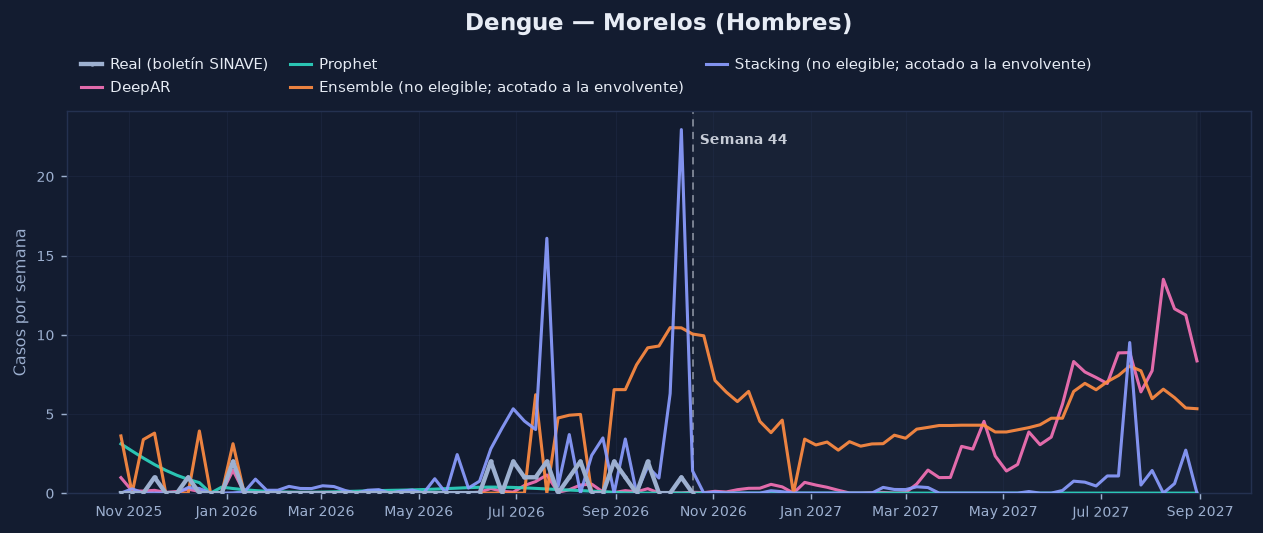 Dengue — Morelos (Hombres)
Real (boletín SINAVE)
DeepAR
Prophet
Ensemble (no elegible; acotado a la envolvente)
Stacking (no elegible; acotado a la envolvente)
Semana 44
Casos por semana
20
15
10
5
0
Nov 2025
Jan 2026
Mar 2026
May 2026
Jul 2026
Sep 2026
Nov 2026
Jan 2027
Mar 2027
May 2027
Jul 2027
Sep 2027